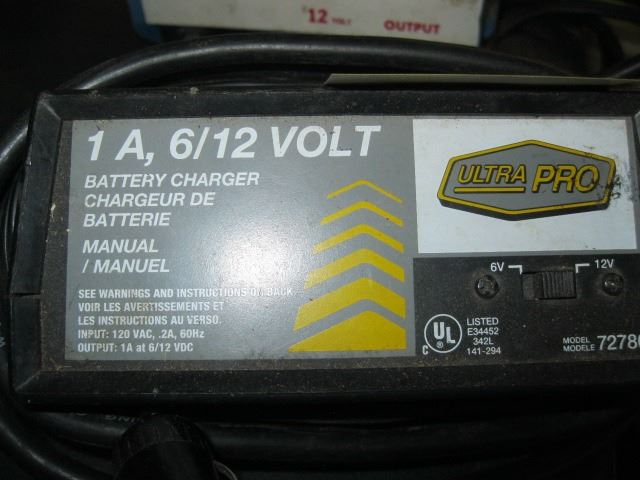 12 VOLT OUTPUT
1 A, 6/12 VOLT
BATTERY CHARGER
CHARGEUR DE
BATTERIE
MANUAL
/ MANUEL
SEE WARNINGS AND INSTRUCTIONS ON BACK
VOIR LES AVERTISSEMENTS ET
LES INSTRUCTIONS AU VERSO.
INPUT: 120 VAC, .2A, 60Hz
OUTPUT: 1A at 6/12 VDC
ULTRA PRO
6V 12V
C UL ®
LISTED
E34452
342L
141-294
MODEL
MODÈLE